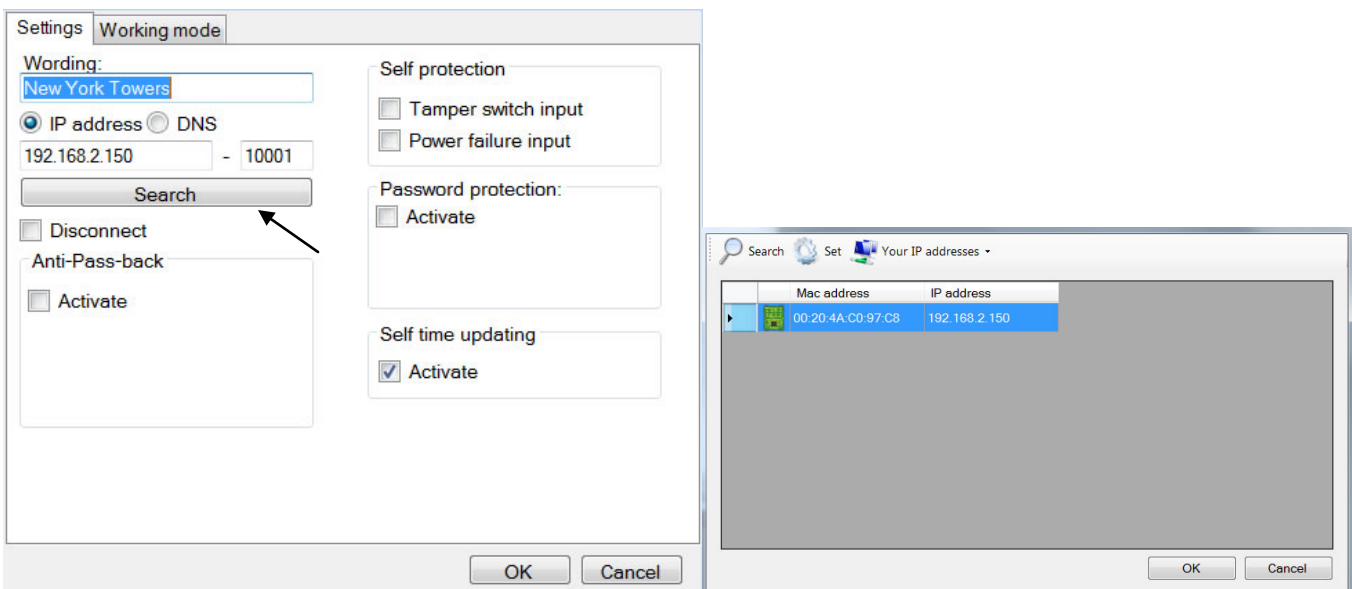 Settings Working mode
Wording:
New York Towers
IP address DNS
192.168.2.150 - 10001
Search
Disconnect
Anti-Pass-back
Activate
Self protection
Tamper switch input
Power failure input
Password protection:
Activate
Self time updating
Activate
OK Cancel
Search Set Your IP addresses
Mac address IP address
00:20:4A:C0:97:C8 192.168.2.150
OK Cancel